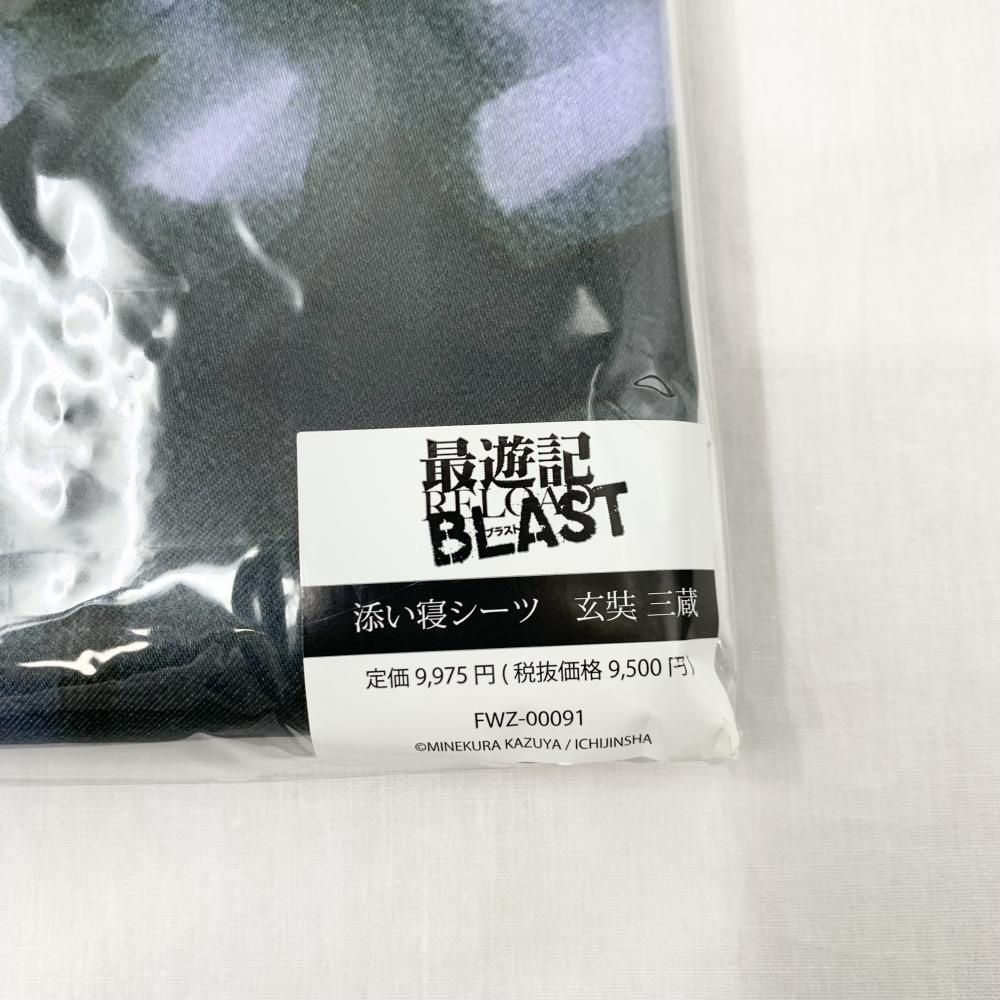 最遊記
RELOAD
BLAST
ブラスト
添い寝シーツ　玄奘 三蔵
定価 9,975 円 ( 税抜価格 9,500 円)
FWZ-00091
©MINEKURA KAZUYA / ICHIJINSHA